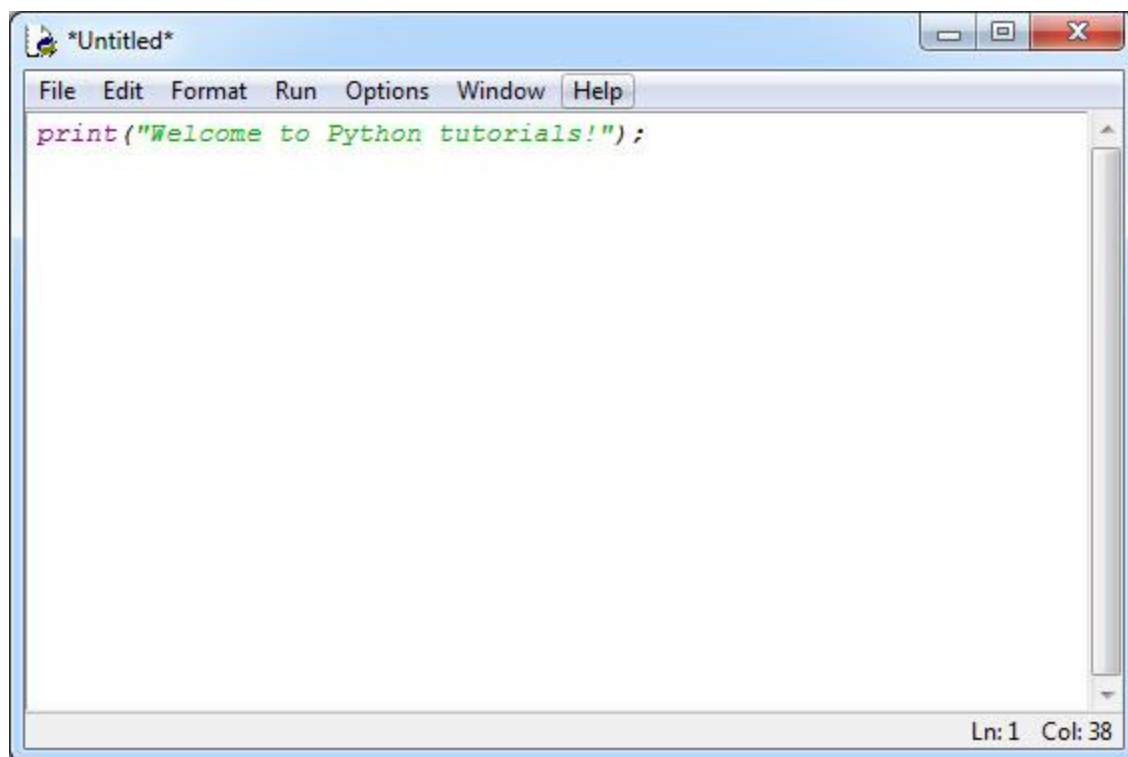 *Untitled*
File Edit Format Run Options Window Help
print("Welcome to Python tutorials!");
Ln: 1 Col: 38